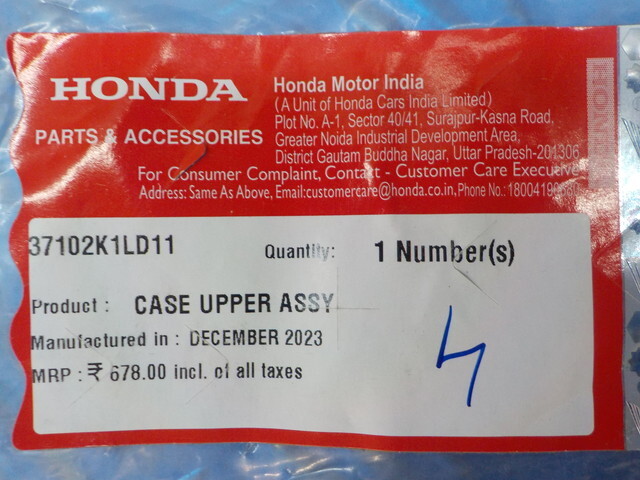 HONDA
PARTS & ACCESSORIES
Honda Motor India
(A Unit of Honda Cars India Limited)
Plot No. A-1, Sector 40/41, Surajpur-Kasna Road,
Greater Noida Industrial Development Area,
District Gautam Buddha Nagar, Uttar Pradesh-201306
For Consumer Complaint, Contact - Customer Care Executive
Address: Same As Above, Email:customercare@honda.co.in, Phone No.:
37102K1LD11 Quantity: 1 Number(s)
Product : CASE UPPER ASSY
Manufactured in : DECEMBER 2023
MRP : ₹ 678.00 incl. of all taxes